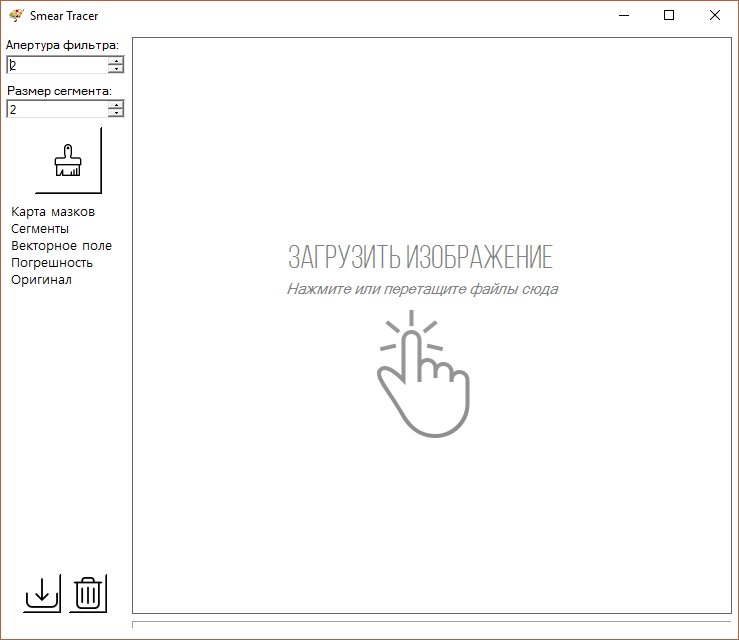 Smear Tracer
Апертура фильтра:
2
Размер сегмента:
2
Карта мазков
Сегменты
Векторное поле
Погрешность
Оригинал
ЗАГРУЗИТЬ ИЗОБРАЖЕНИЕ
Нажмите или перетащите файлы сюда